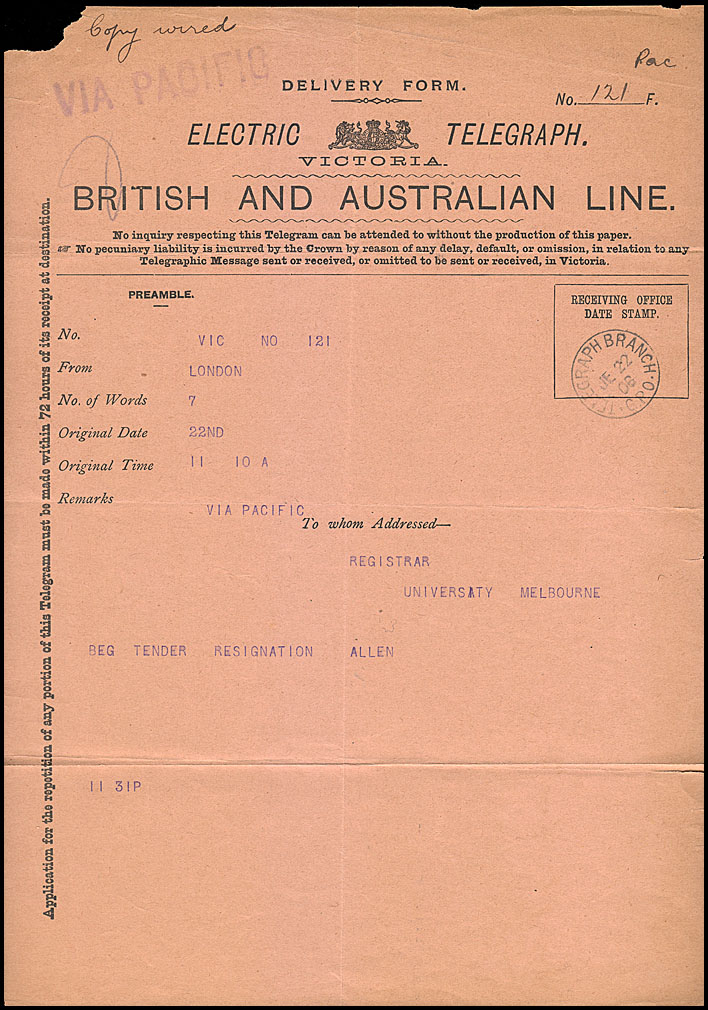 Copy wired
Pac
VIA PACIFIC
DELIVERY FORM.
No. 121 F.
ELECTRIC TELEGRAPH.
VICTORIA.
BRITISH AND AUSTRALIAN LINE.
No inquiry respecting this Telegram can be attended to without the production of this paper.
☞ No pecuniary liability is incurred by the Crown by reason of any delay, default, or omission, in relation to any
Telegraphic Message sent or received, or omitted to be sent or received, in Victoria.
Application for the repetition of any portion of this Telegram must be made within 72 hours of its receipt at destination.
PREAMBLE.
RECEIVING OFFICE
DATE STAMP.
TELEGRAPH BRANCH · G.P.O.
JE 22
08
No. VIC NO 121
From LONDON
No. of Words 7
Original Date 22ND
Original Time 11 10 A
Remarks VIA PACIFIC
To whom Addressed—
REGISTRAR
UNIVERSITY MELBOURNE
BEG TENDER RESIGNATION ALLEN
11 31P